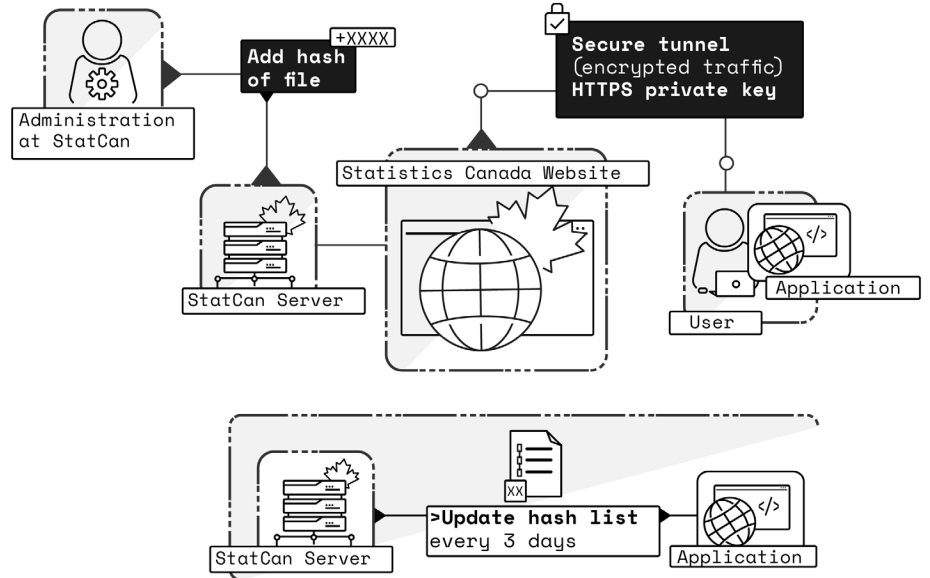 +XXXX
Add hash
of file
Administration
at StatCan
Secure tunnel
(encrypted traffic)
HTTPS private key
Statistics Canada Website
</>
StatCan Server
Application
User
XX
</>
>Update hash list
every 3 days
StatCan Server
Application